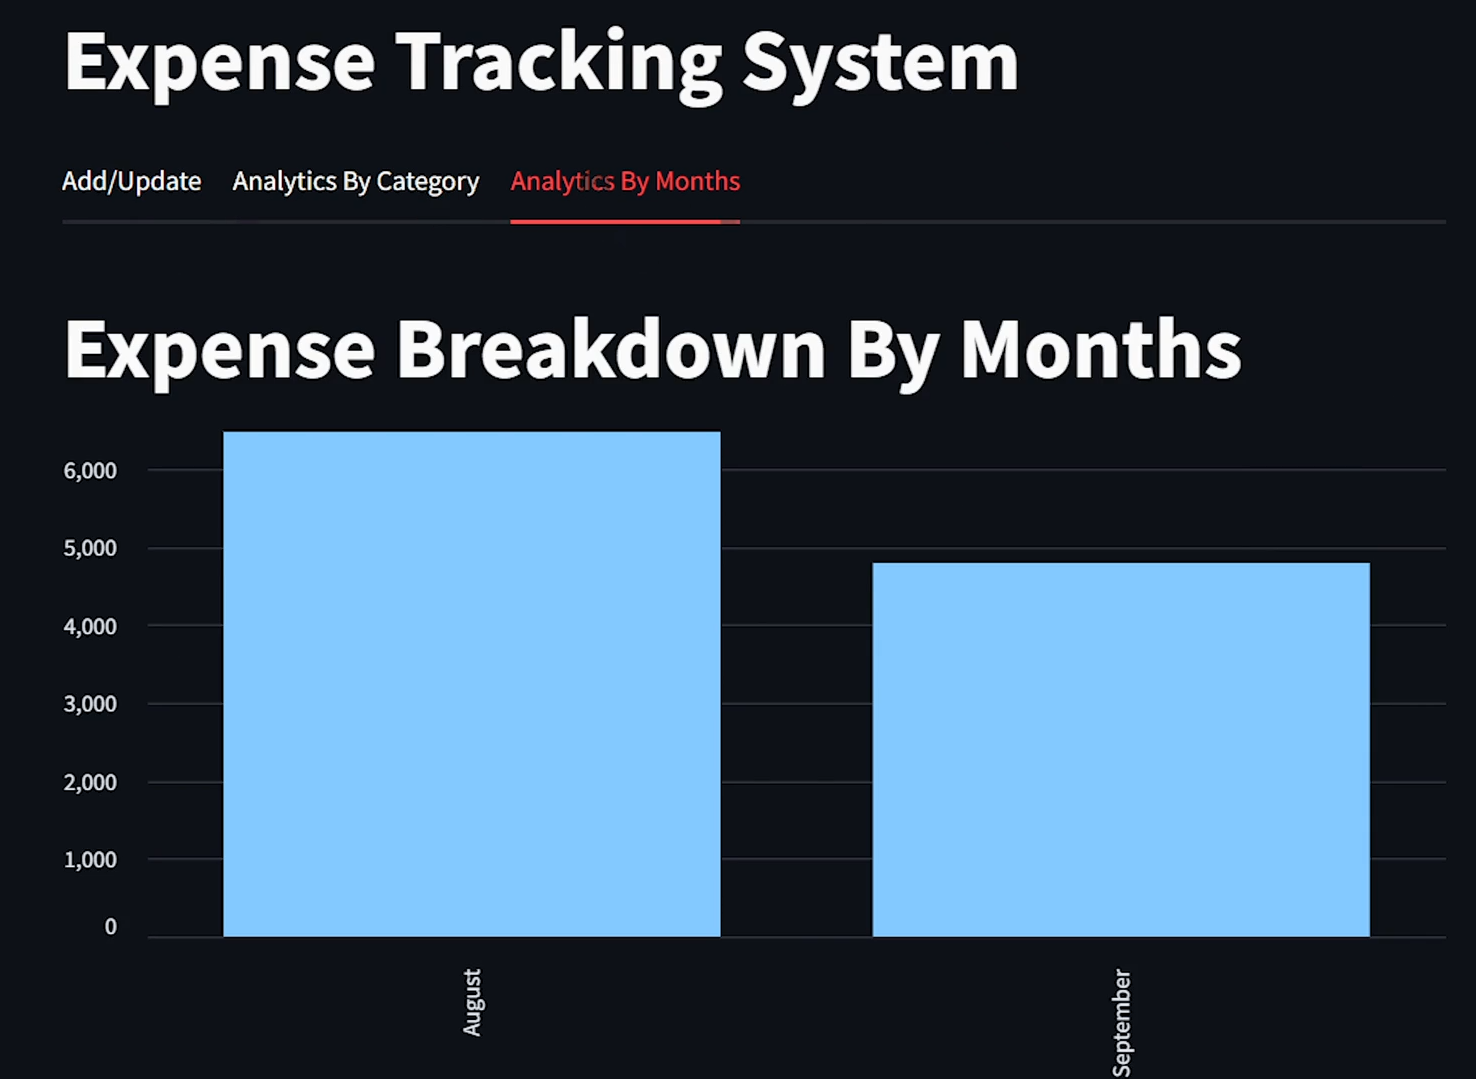 Expense Tracking System
Add/Update Analytics By Category Analytics By Months
Expense Breakdown By Months
6,000
5,000
4,000
3,000
2,000
1,000
0
August
September